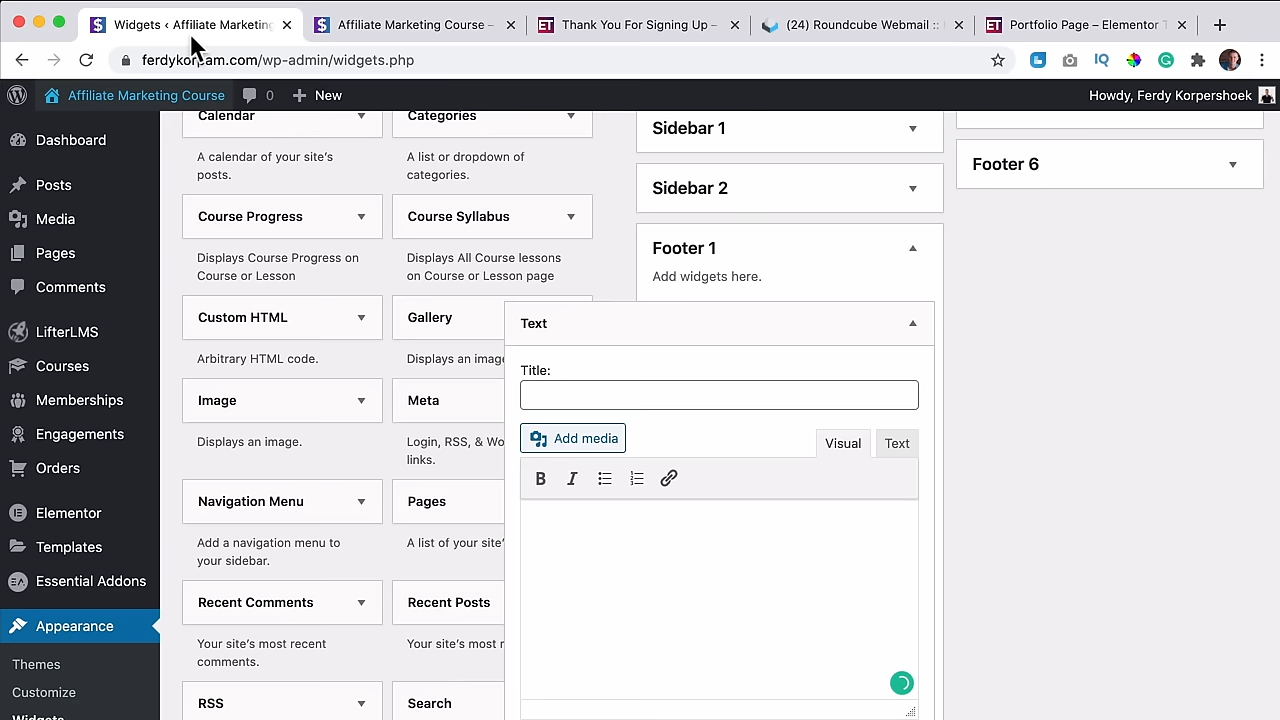 Widgets ‹ Affiliate Marketing
Affiliate Marketing Course –
Thank You For Signing Up –
(24) Roundcube Webmail ::
Portfolio Page – Elementor T
ferdykorpam.com/wp-admin/widgets.php
Affiliate Marketing Course
0
New
Howdy, Ferdy Korpershoek
Dashboard
Posts
Media
Pages
Comments
LifterLMS
Courses
Memberships
Engagements
Orders
Elementor
Templates
Essential Addons
Appearance
Themes
Customize
Widgets
Calendar
A calendar of your site's
posts.
Categories
A list or dropdown of
categories.
Course Progress
Displays Course Progress on
Course or Lesson
Course Syllabus
Displays All Course lessons
on Course or Lesson page
Custom HTML
Arbitrary HTML code.
Gallery
Displays an image
Image
Displays an image.
Meta
Login, RSS, & Wo
links.
Navigation Menu
Add a navigation menu to
your sidebar.
Pages
A list of your site'
Recent Comments
Your site's most recent
comments.
Recent Posts
Your site's most r
RSS
Search
Sidebar 1
Sidebar 2
Footer 1
Add widgets here.
Footer 6
Text
Title:
Add media
Visual
Text
B
I